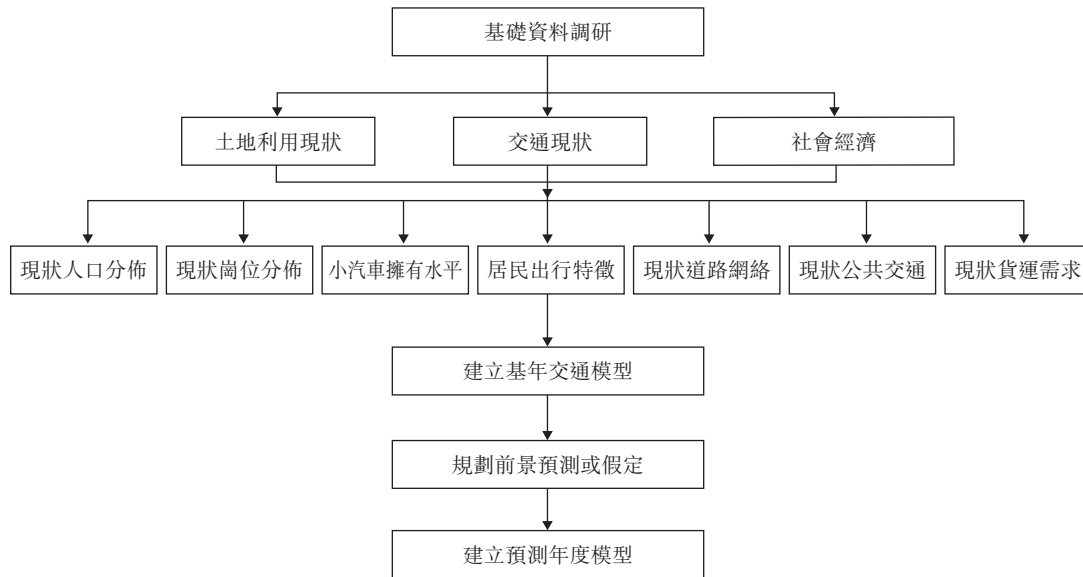 基礎資料調研
土地利用現狀
交通現狀
社會經濟
現狀人口分佈
現狀崗位分佈
小汽車擁有水平
居民出行特徵
現狀道路網絡
現狀公共交通
現狀貨運需求
建立基年交通模型
規劃前景預測或假定
建立預測年度模型